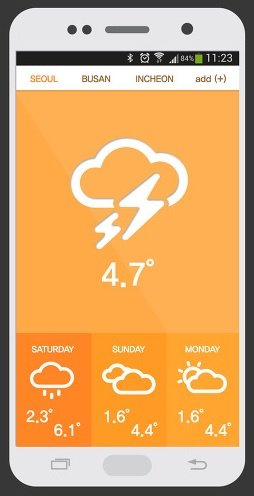 84% 11:23
SEOUL BUSAN INCHEON add (+)
4.7°
SATURDAY SUNDAY MONDAY
2.3° 1.6° 1.6°
6.1° 4.4° 4.4°